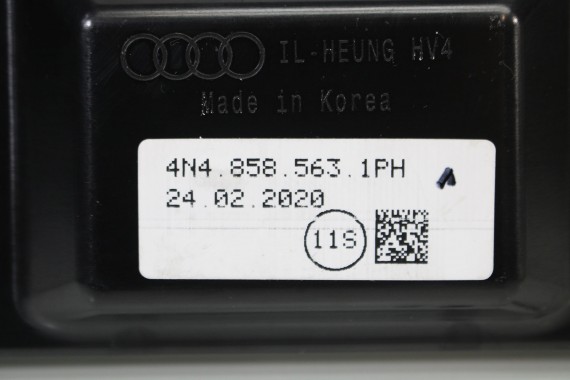 IL-HEUNG HV4
Made in Korea
4N4.858.563.1PH
24.02.2020
11S